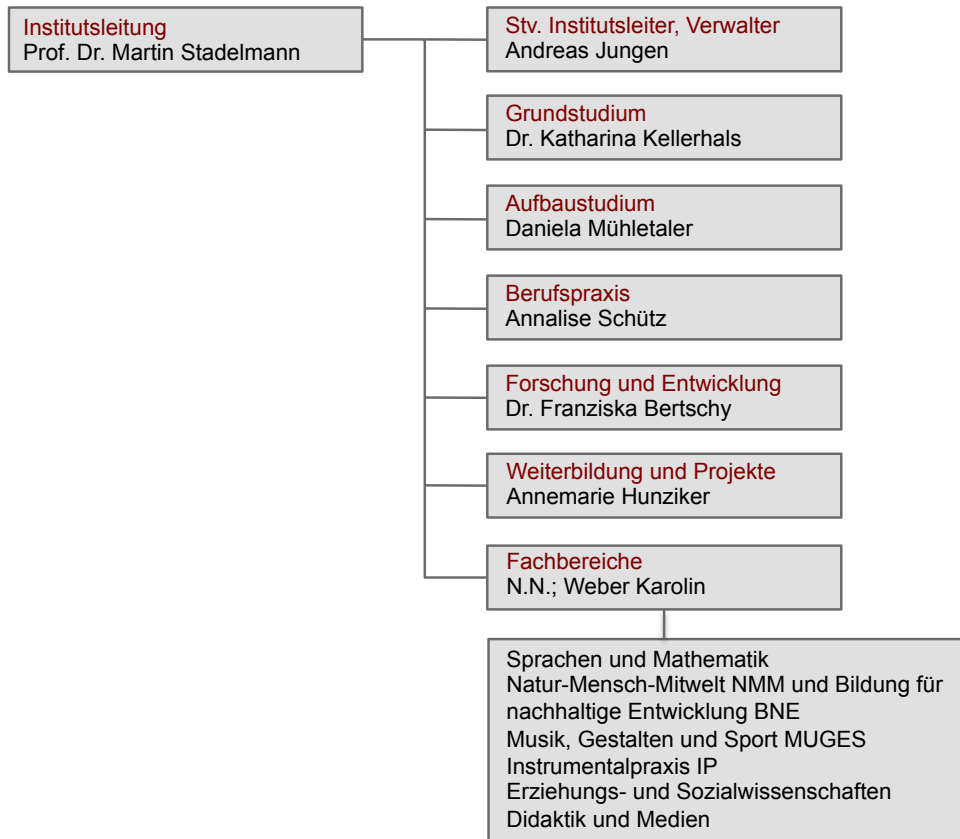 Institutsleitung
Prof. Dr. Martin Stadelmann
Stv. Institutsleiter, Verwalter
Andreas Jungen
Grundstudium
Dr. Katharina Kellerhals
Aufbaustudium
Daniela Mühletaler
Berufspraxis
Annalise Schütz
Forschung und Entwicklung
Dr. Franziska Bertschy
Weiterbildung und Projekte
Annemarie Hunziker
Fachbereiche
N.N.; Weber Karolin
Sprachen und Mathematik
Natur-Mensch-Mitwelt NMM und Bildung für
nachhaltige Entwicklung BNE
Musik, Gestalten und Sport MUGES
Instrumentalpraxis IP
Erziehungs- und Sozialwissenschaften
Didaktik und Medien